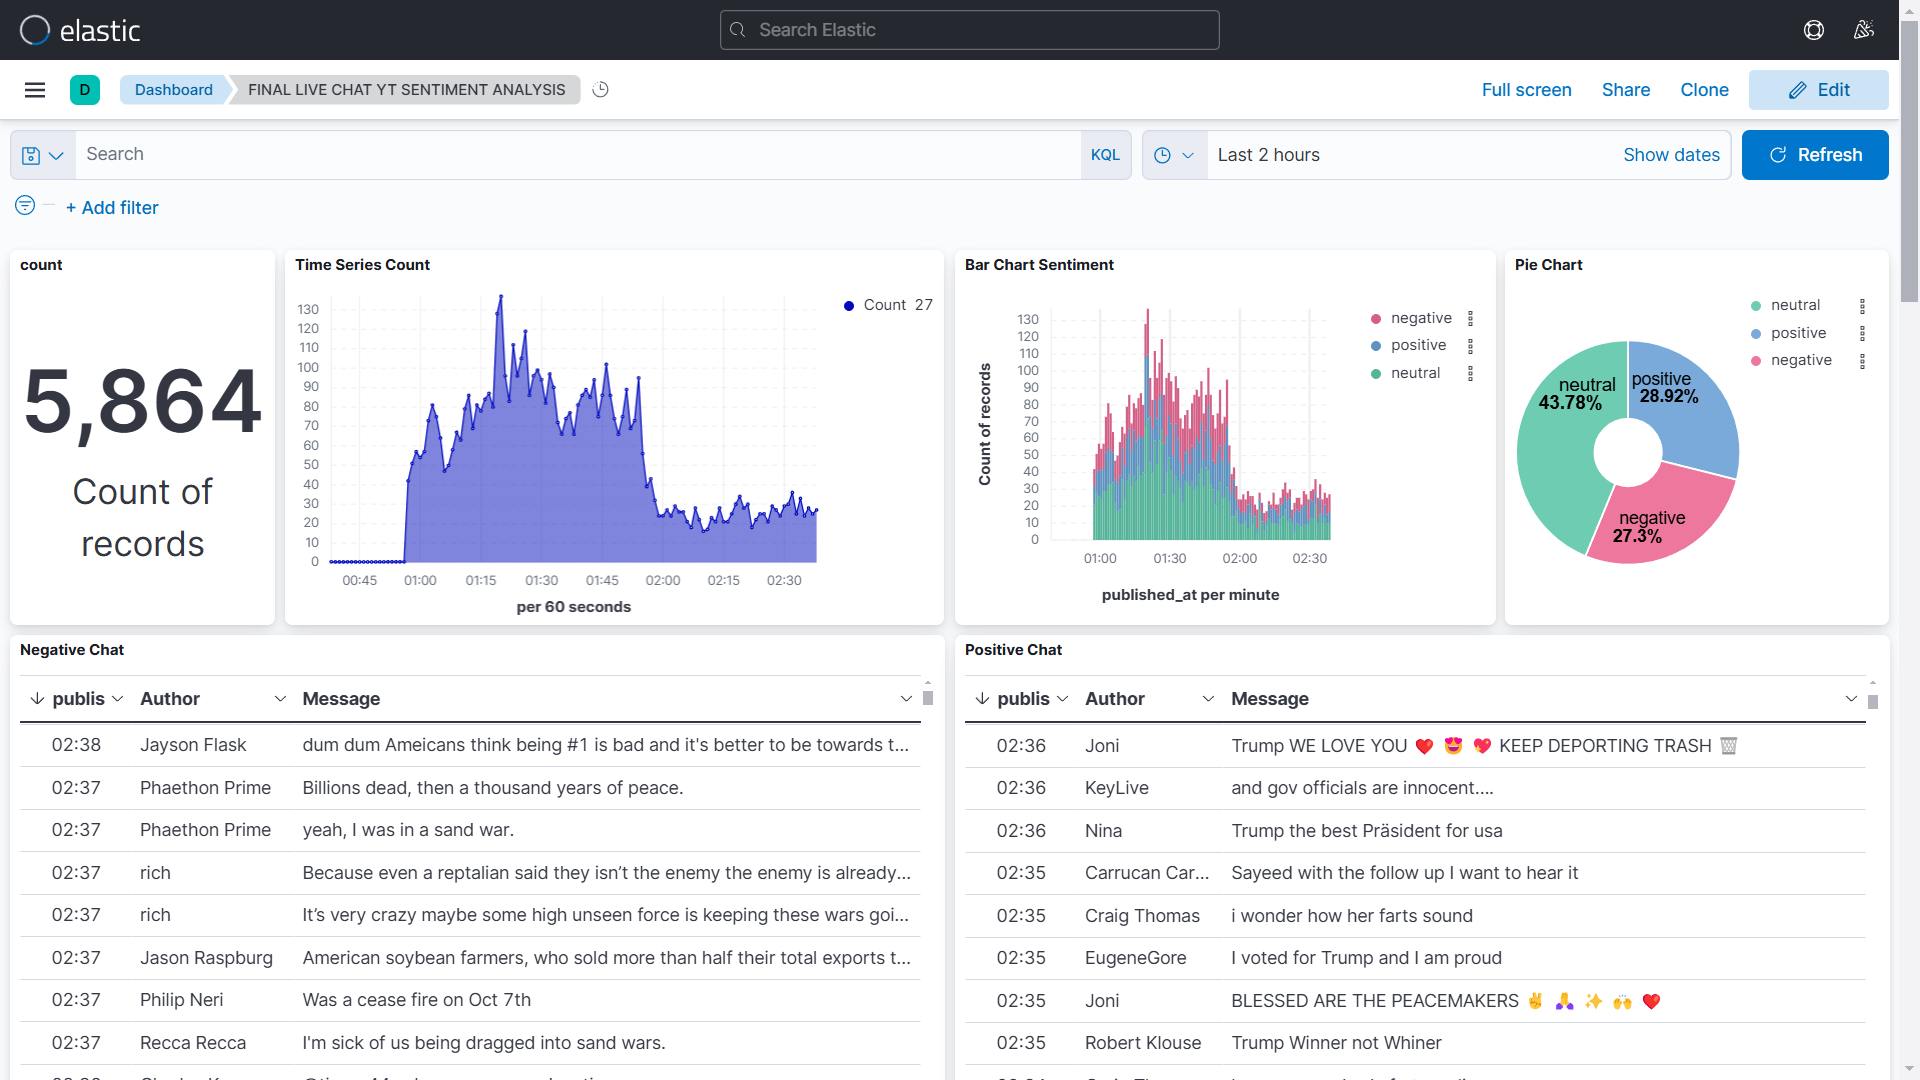 elastic
Search Elastic
D
Dashboard
FINAL LIVE CHAT YT SENTIMENT ANALYSIS
Full screen
Share
Clone
Edit
Search
KQL
Last 2 hours
Show dates
Refresh
+ Add filter
count
5,864
Count of
records
Time Series Count
130
120
110
100
90
80
70
60
50
40
30
20
10
0
00:45 01:00 01:15 01:30 01:45 02:00 02:15 02:30
per 60 seconds
Count 27
Bar Chart Sentiment
Count of records
130
120
110
100
90
80
70
60
50
40
30
20
10
0
01:00 01:30 02:00 02:30
published_at per minute
negative
positive
neutral
Pie Chart
neutral
43.78%
positive
28.92%
negative
27.3%
neutral
positive
negative
Negative Chat
publis Author Message
02:38 Jayson Flask dum dum Ameicans think being #1 is bad and it's better to be towards t...
02:37 Phaethon Prime Billions dead, then a thousand years of peace.
02:37 Phaethon Prime yeah, I was in a sand war.
02:37 rich Because even a reptalian said they isn’t the enemy the enemy is already...
02:37 rich It’s very crazy maybe some high unseen force is keeping these wars goi...
02:37 Jason Raspburg American soybean farmers, who sold more than half their total exports t...
02:37 Philip Neri Was a cease fire on Oct 7th
02:37 Recca Recca I'm sick of us being dragged into sand wars.
Positive Chat
publis Author Message
02:36 Joni Trump WE LOVE YOU ❤️ 😍 💖 KEEP DEPORTING TRASH 🗑️
02:36 KeyLive and gov officials are innocent....
02:36 Nina Trump the best Präsident for usa
02:35 Carrucan Car... Sayeed with the follow up I want to hear it
02:35 Craig Thomas i wonder how her farts sound
02:35 EugeneGore I voted for Trump and I am proud
02:35 Joni BLESSED ARE THE PEACEMAKERS ✌️ 🙏 ✨ 🙌 ❤️
02:35 Robert Klouse Trump Winner not Whiner